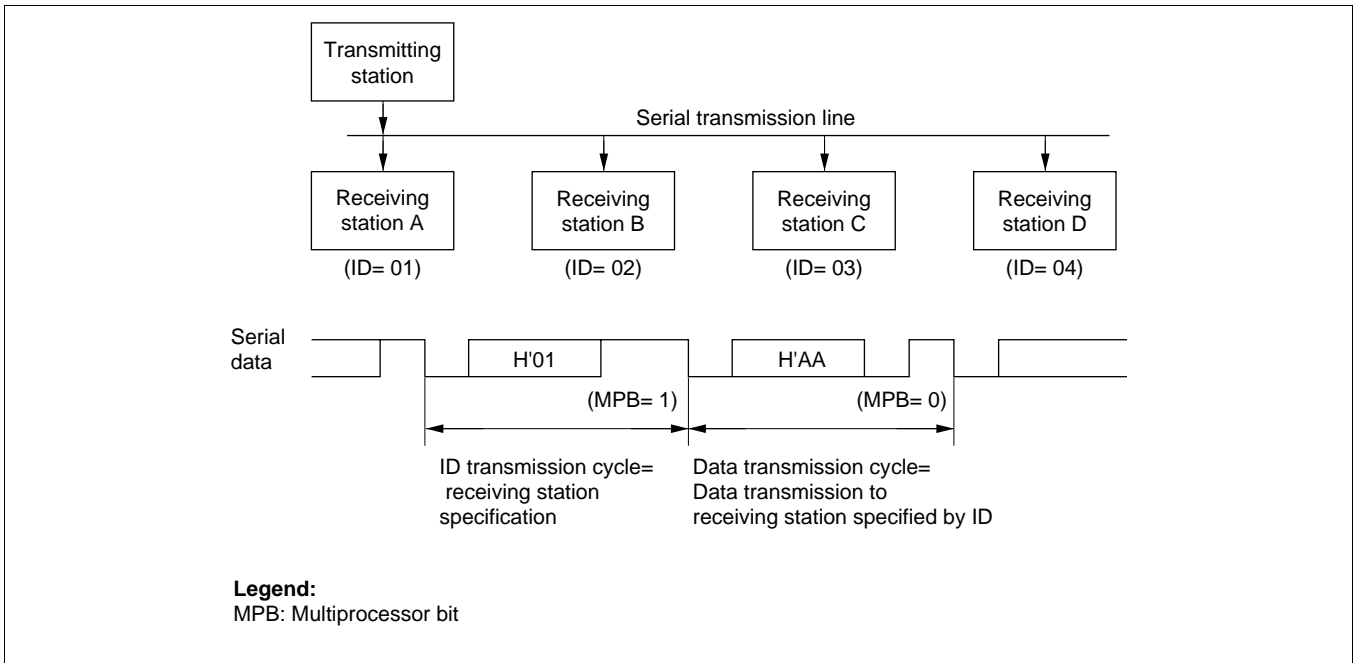 Transmitting
station
Serial transmission line
Receiving
station A
Receiving
station B
Receiving
station C
Receiving
station D
(ID= 01)
(ID= 02)
(ID= 03)
(ID= 04)
Serial
data
H'01
H'AA
(MPB= 1)
(MPB= 0)
ID transmission cycle=
receiving station
specification
Data transmission cycle=
Data transmission to
receiving station specified by ID
Legend:
MPB: Multiprocessor bit